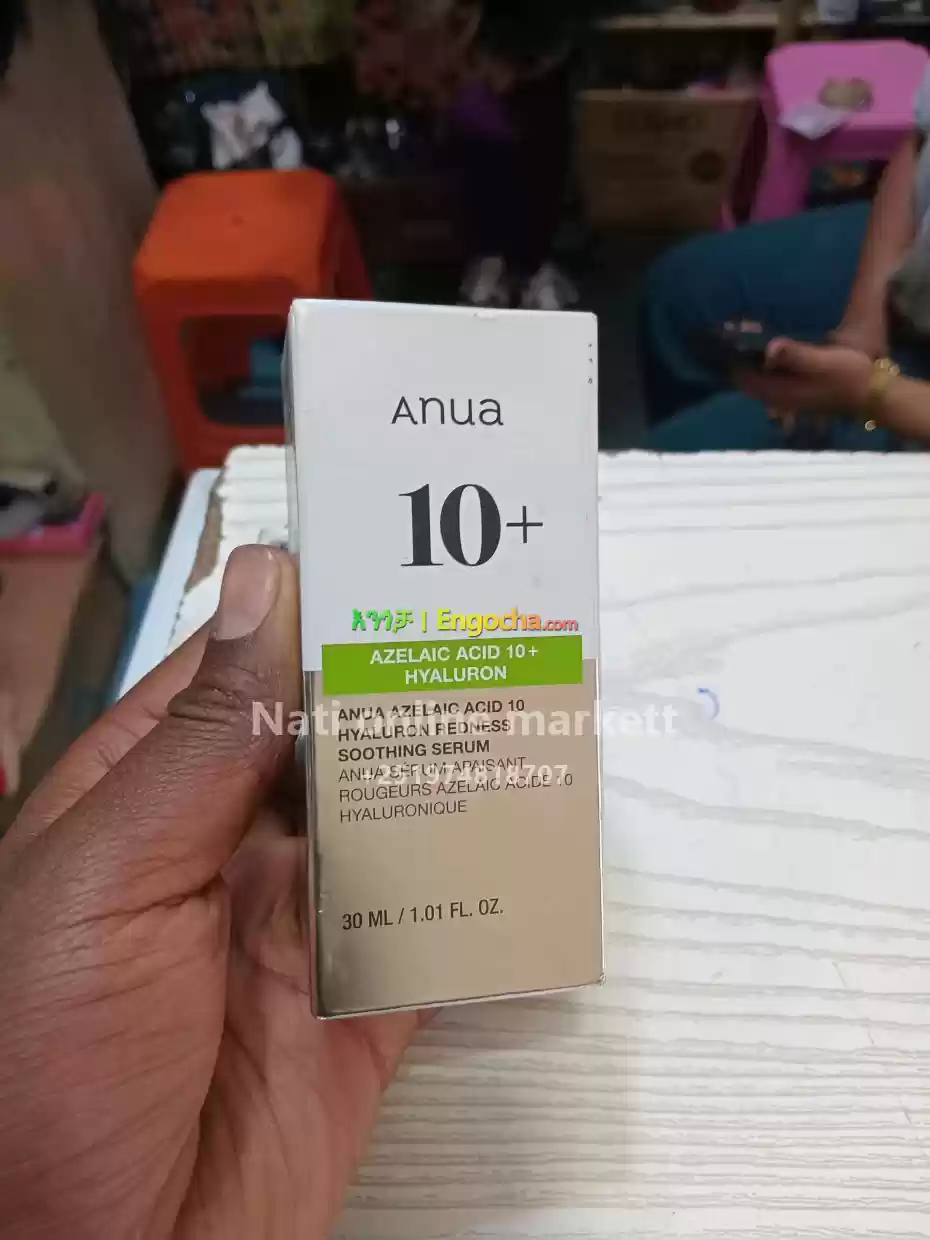 Anua
10+
እንጎቻ | Engocha.com
AZELAIC ACID 10+
HYALURON
ANUA AZELAIC ACID 10
HYALURON REDNESS
SOOTHING SERUM
ANUA SÉRUM APAISANT
ROUGEURS AZELAIC ACIDE 10
HYALURONIQUE
Nati online markett
+251974618707
30 ML / 1.01 FL. OZ.